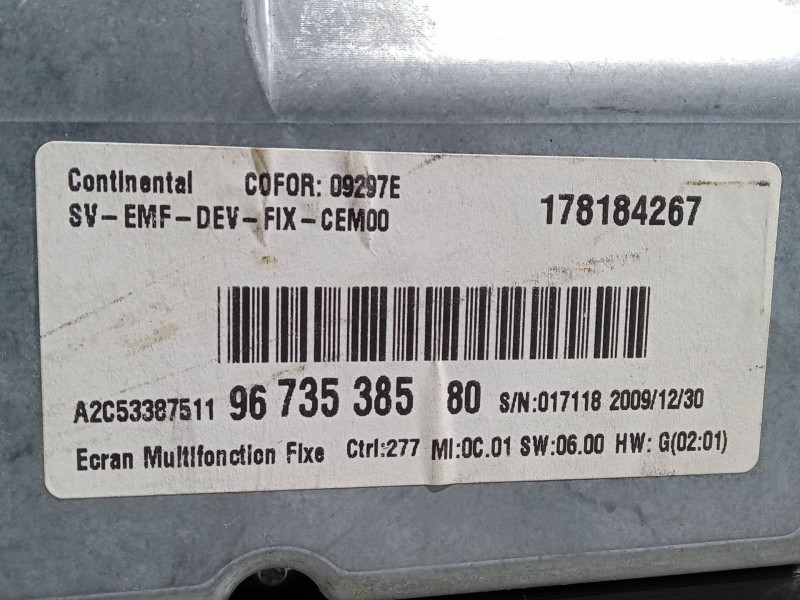 Continental COFOR: 09297E
SV-EMF-DEV-FIX-CEM00
178184267
A2C53387511 96 735 385 80 S/N:017118 2009/12/30
Ecran Multifonction Fixe Ctrl:277 MI:0C.01 SW:06.00 HW: G(02:01)